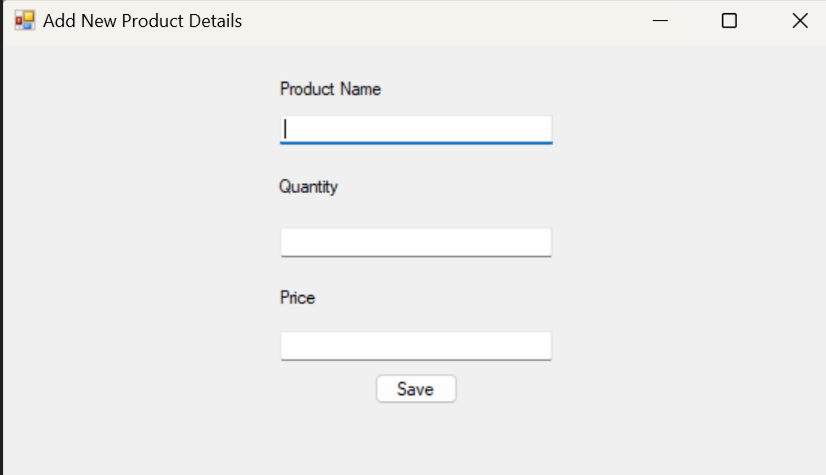 Add New Product Details
Product Name
Quantity
Price
Save